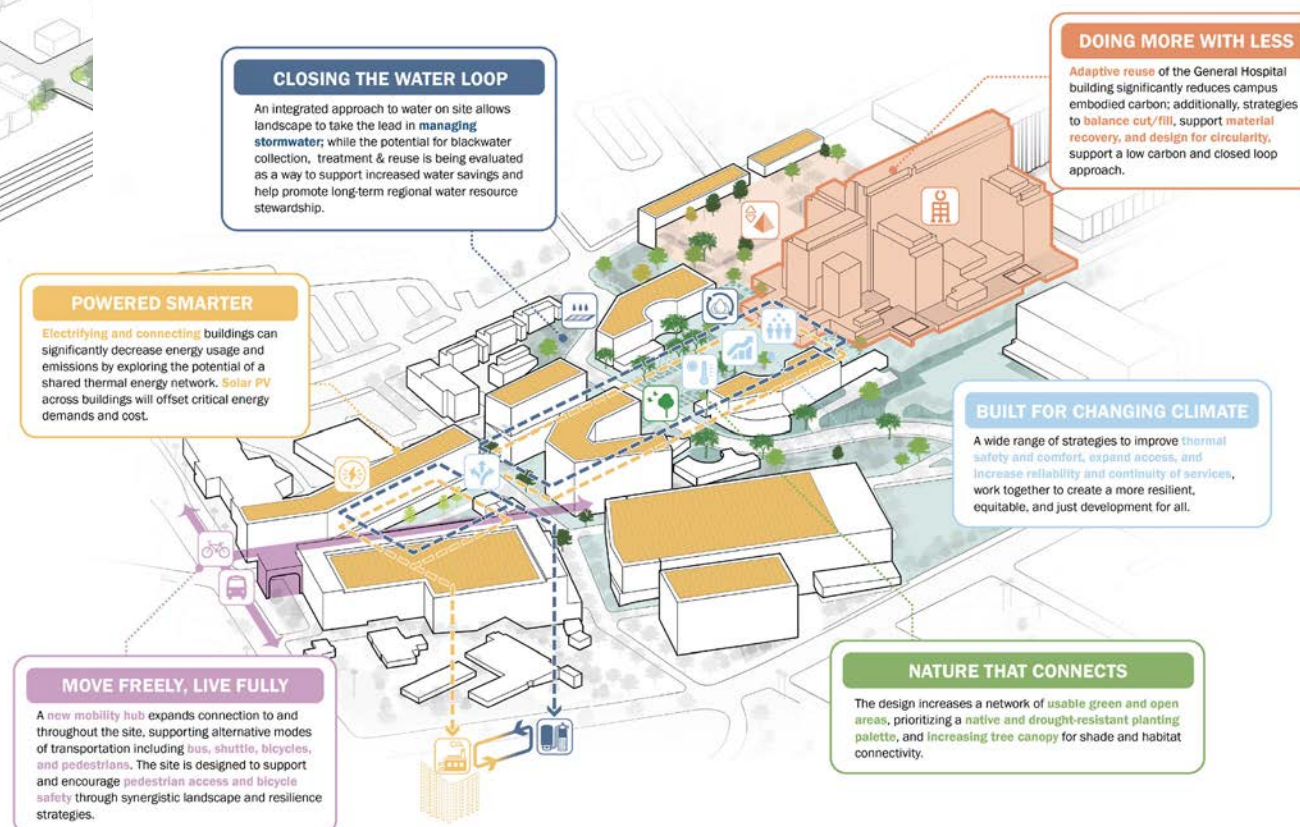 CLOSING THE WATER LOOP
An integrated approach to water on site allows
landscape to take the lead in managing
stormwater; while the potential for blackwater
collection, treatment & reuse is being evaluated
as a way to support increased water savings and
help promote long-term regional water resource
stewardship.
DOING MORE WITH LESS
Adaptive reuse of the General Hospital
building significantly reduces campus
embodied carbon; additionally, strategies
to balance cut/fill, support material
recovery, and design for circularity,
support a low carbon and closed loop
approach.
POWERED SMARTER
Electrifying and connecting buildings can
significantly decrease energy usage and
emissions by exploring the potential of a
shared thermal energy network. Solar PV
across buildings will offset critical energy
demands and cost.
BUILT FOR CHANGING CLIMATE
A wide range of strategies to improve thermal
safety and comfort, expand access, and
increase reliability and continuity of services,
work together to create a more resilient,
equitable, and just development for all.
MOVE FREELY, LIVE FULLY
A new mobility hub expands connection to and
throughout the site, supporting alternative modes
of transportation including bus, shuttle, bicycles,
and pedestrians. The site is designed to support
and encourage pedestrian access and bicycle
safety through synergistic landscape and resilience
strategies.
NATURE THAT CONNECTS
The design increases a network of usable green and open
areas, prioritizing a native and drought-resistant planting
palette, and increasing tree canopy for shade and habitat
connectivity.